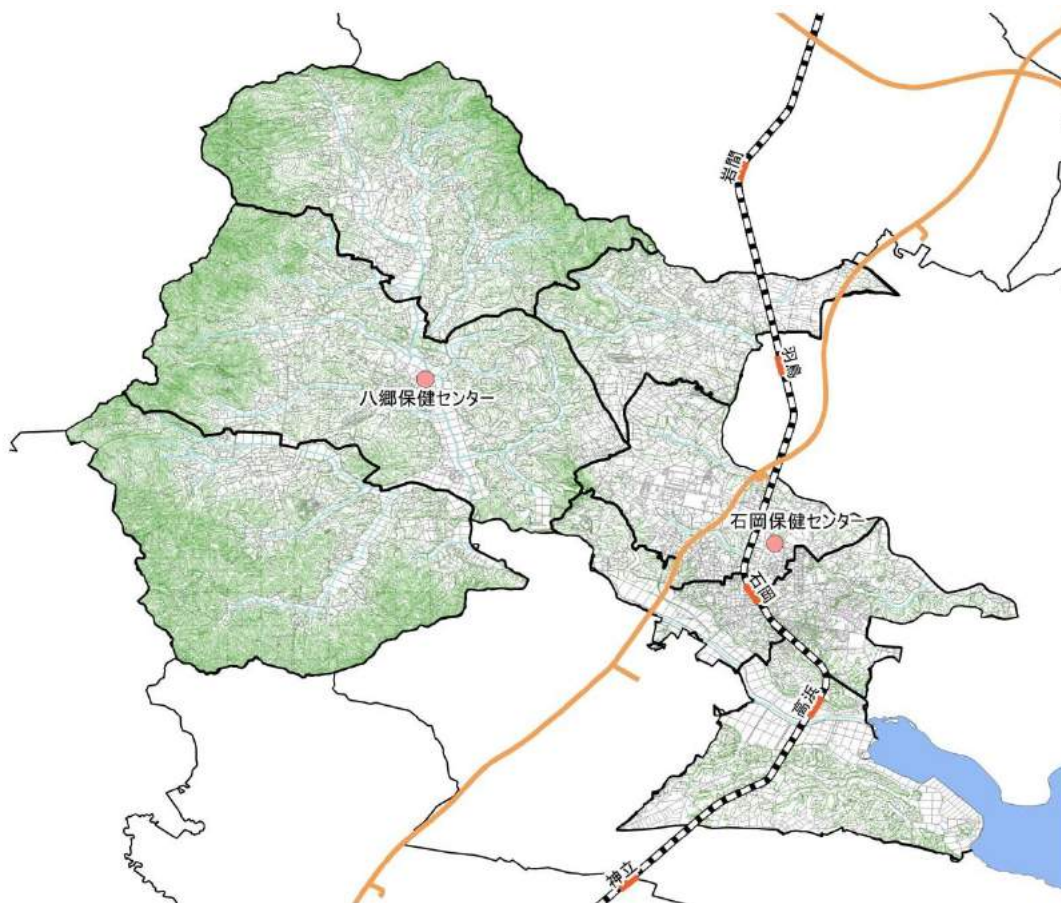 岩間
羽鳥
八郷保健センター
石岡保健センター
石岡
高浜
神立